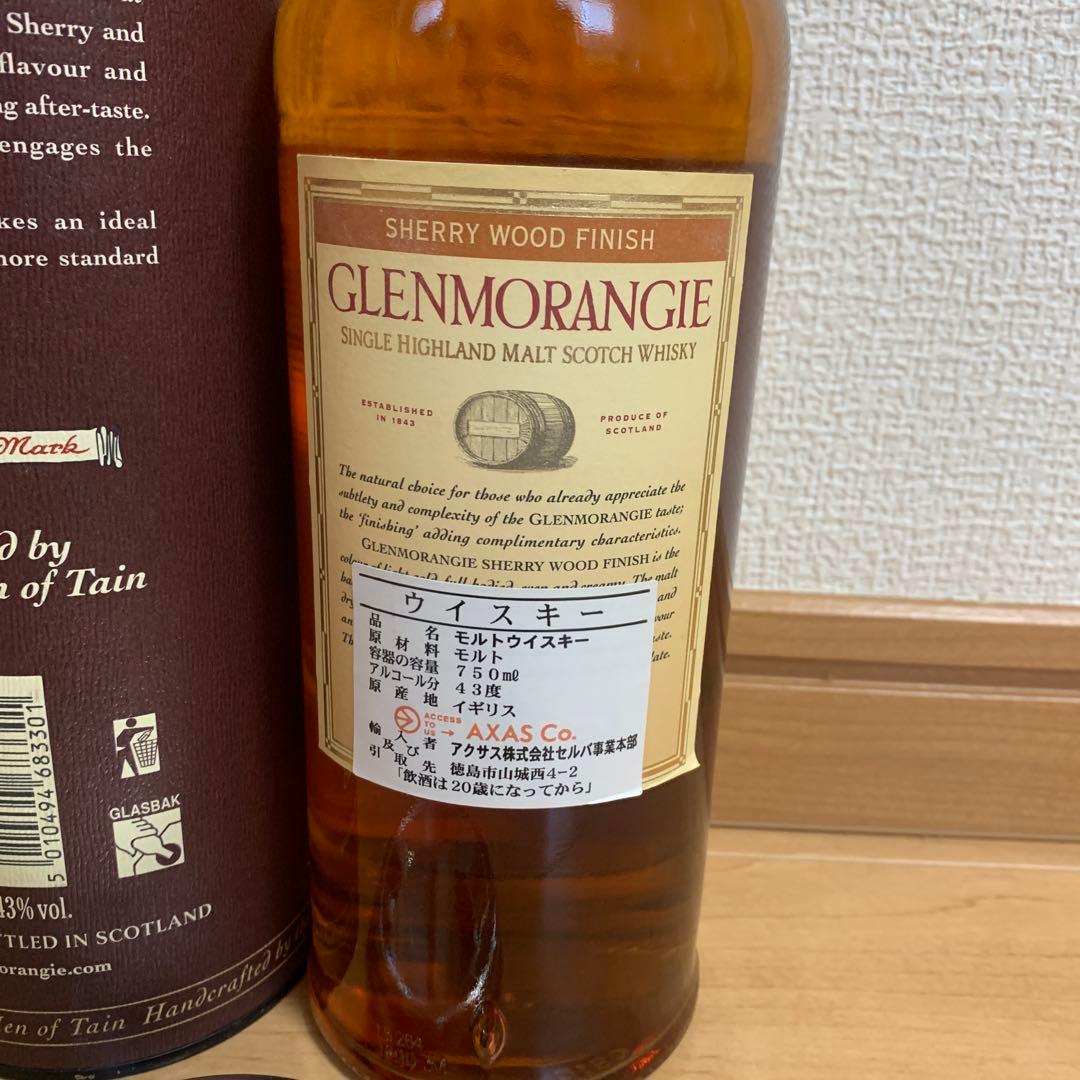 Sherry and
flavour and
after-taste.
engages the
an ideal
more standard
Mark
by
of Tain
5 010494 683301
GLASBAK
43% vol.
IN SCOTLAND
Men of Tain Handcrafted by
SHERRY WOOD FINISH
GLENMORANGIE
SINGLE HIGHLAND MALT SCOTCH WHISKY
ESTABLISHED
IN 1843
PRODUCE OF
SCOTLAND
The natural choice for those who already appreciate the
subtlety and complexity of the GLENMORANGIE taste;
the 'finishing' adding complimentary characteristics.
GLENMORANGIE SHERRY WOOD FINISH is the
The malt
and
ウイスキー
品名 モルトウイスキー
原材料 モルト
容器の容量 750㎖
アルコール分 43度
原産地 イギリス
ACCESS
TO
US → AXAS Co.
輸入者 アクサス株式会社セルバ事業本部
及び
引取先 徳島市山城西4-2
「飲酒は20歳になってから」